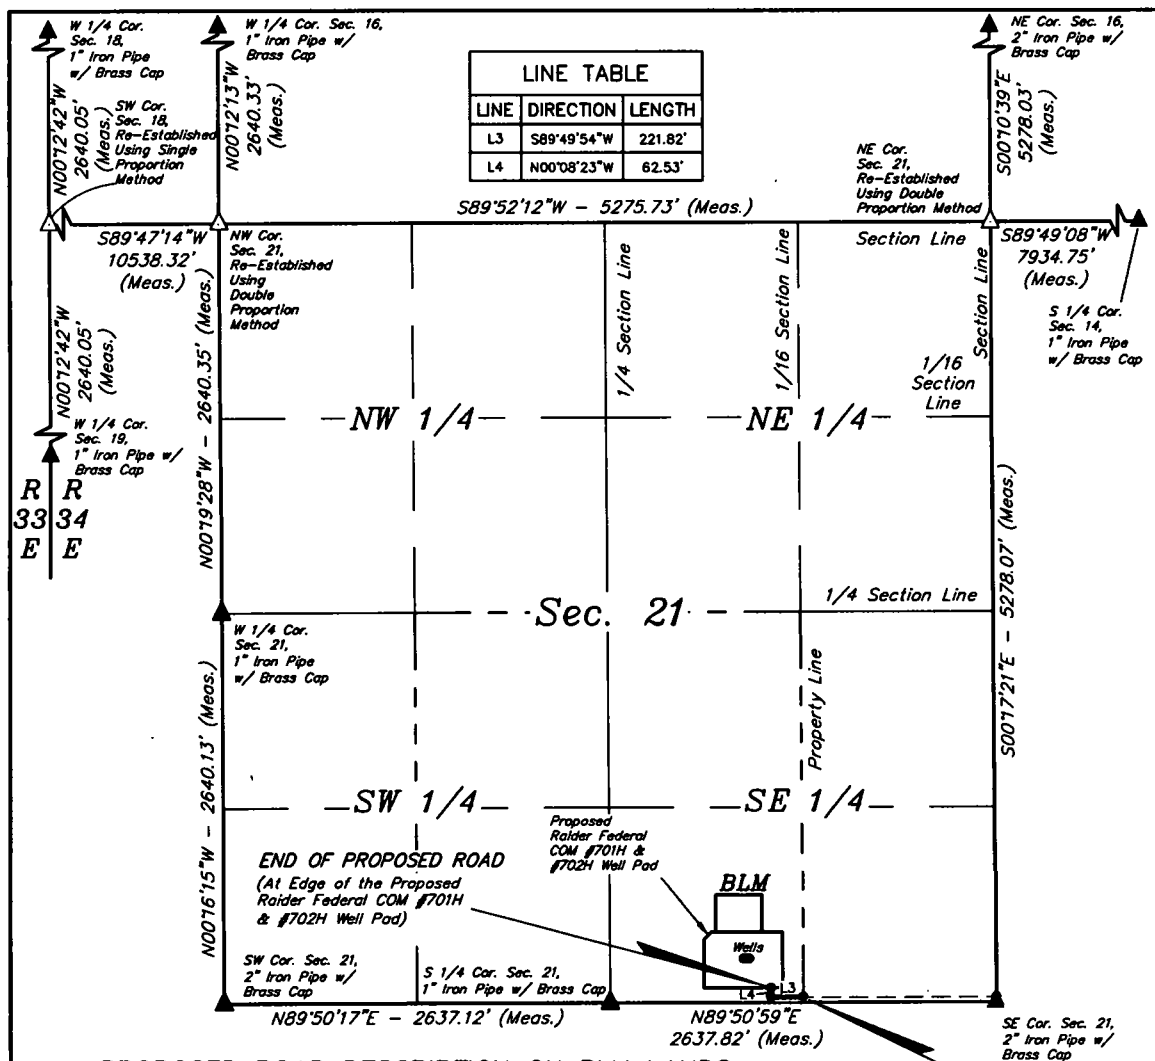 W 1/4 Cor.
Sec. 18,
1" Iron Pipe
w/ Brass Cap
W 1/4 Cor. Sec. 16,
1" Iron Pipe w/
Brass Cap
NE Cor. Sec. 16,
2" Iron Pipe w/
Brass Cap
LINE TABLE
LINE DIRECTION LENGTH
L3 S89°49'54"W 221.82'
L4 N00°08'23"W 62.53'
N00°12'42"W
2640.05'
(Meas.)
SW Cor.
Sec. 18,
Re-Established
Using Single
Proportion
Method
N00°12'13"W
2640.33'
(Meas.)
S00°10'39"E
5278.03'
(Meas.)
NE Cor.
Sec. 21,
Re-Established
Using Double
Proportion Method
S89°52'12"W - 5275.73' (Meas.)
S89°47'14"W
10538.32'
(Meas.)
NW Cor.
Sec. 21,
Re-Established
Using
Double
Proportion
Method
Section Line
S89°49'08"W
7934.75'
(Meas.)
S 1/4 Cor.
Sec. 14,
1" Iron Pipe
w/ Brass Cap
1/4 Section Line
1/16 Section Line
Section Line
1/16
Section
Line
N00°12'42"W
2640.05'
(Meas.)
W 1/4 Cor.
Sec. 19,
1" Iron Pipe w/
Brass Cap
R R
33 34
E E
N00°19'28"W - 2640.35' (Meas.)
NW 1/4
NE 1/4
S00°17'21"E - 5278.07' (Meas.)
Sec. 21
1/4 Section Line
W 1/4 Cor.
Sec. 21,
1" Iron Pipe
w/ Brass Cap
Property Line
N00°16'15"W - 2640.13' (Meas.)
SW 1/4
SE 1/4
Proposed
Raider Federal
COM #701H &
#702H Well Pad
END OF PROPOSED ROAD
(At Edge of the Proposed
Raider Federal COM #701H
& #702H Well Pad)
BLM
Wells
L3
L4
SW Cor. Sec. 21,
2" Iron Pipe w/
Brass Cap
S 1/4 Cor. Sec. 21,
1" Iron Pipe w/ Brass Cap
N89°50'17"E - 2637.12' (Meas.)
N89°50'59"E
2637.82' (Meas.)
SE Cor. Sec. 21,
2" Iron Pipe w/
Brass Cap